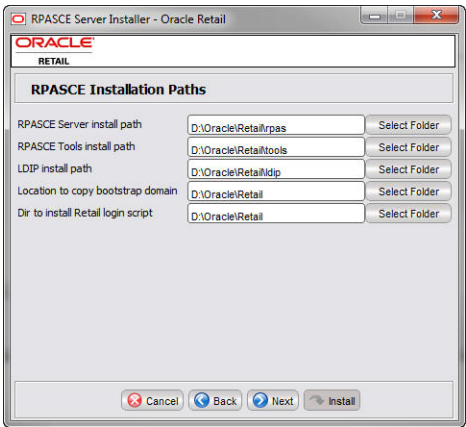 RPASCE Server Installer - Oracle Retail
ORACLE
RETAIL
RPASCE Installation Paths
RPASCE Server install path D:\Oracle\Retail\rpas Select Folder
RPASCE Tools install path D:\Oracle\Retail\tools Select Folder
LDIP install path D:\Oracle\Retail\ldip Select Folder
Location to copy bootstrap domain D:\Oracle\Retail Select Folder
Dir to install Retail login script D:\Oracle\Retail Select Folder
Cancel Back Next Install